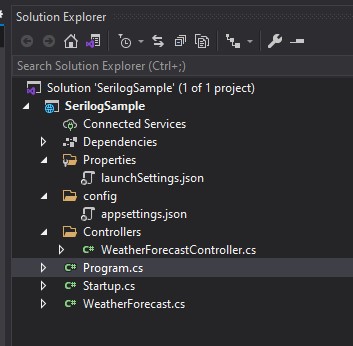 Solution Explorer
Search Solution Explorer (Ctrl+;)
Solution 'SerilogSample' (1 of 1 project)
SerilogSample
Connected Services
Dependencies
Properties
launchSettings.json
config
appsettings.json
Controllers
C# WeatherForecastController.cs
C# Program.cs
C# Startup.cs
C# WeatherForecast.cs